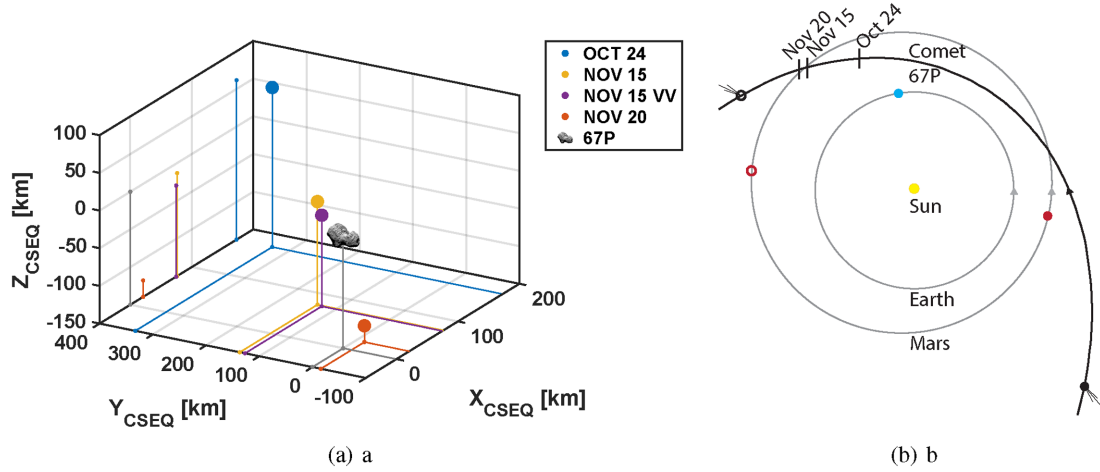 OCT 24
NOV 15
NOV 15 VV
NOV 20
67P
100
50
0
-50
-100
-150
Z_CSEQ [km]
400
300
200
100
0
-100
Y_CSEQ [km]
200
100
0
X_CSEQ [km]
(a) a
Nov 20
Nov 15
Oct 24
Comet
67P
Sun
Earth
Mars
(b) b